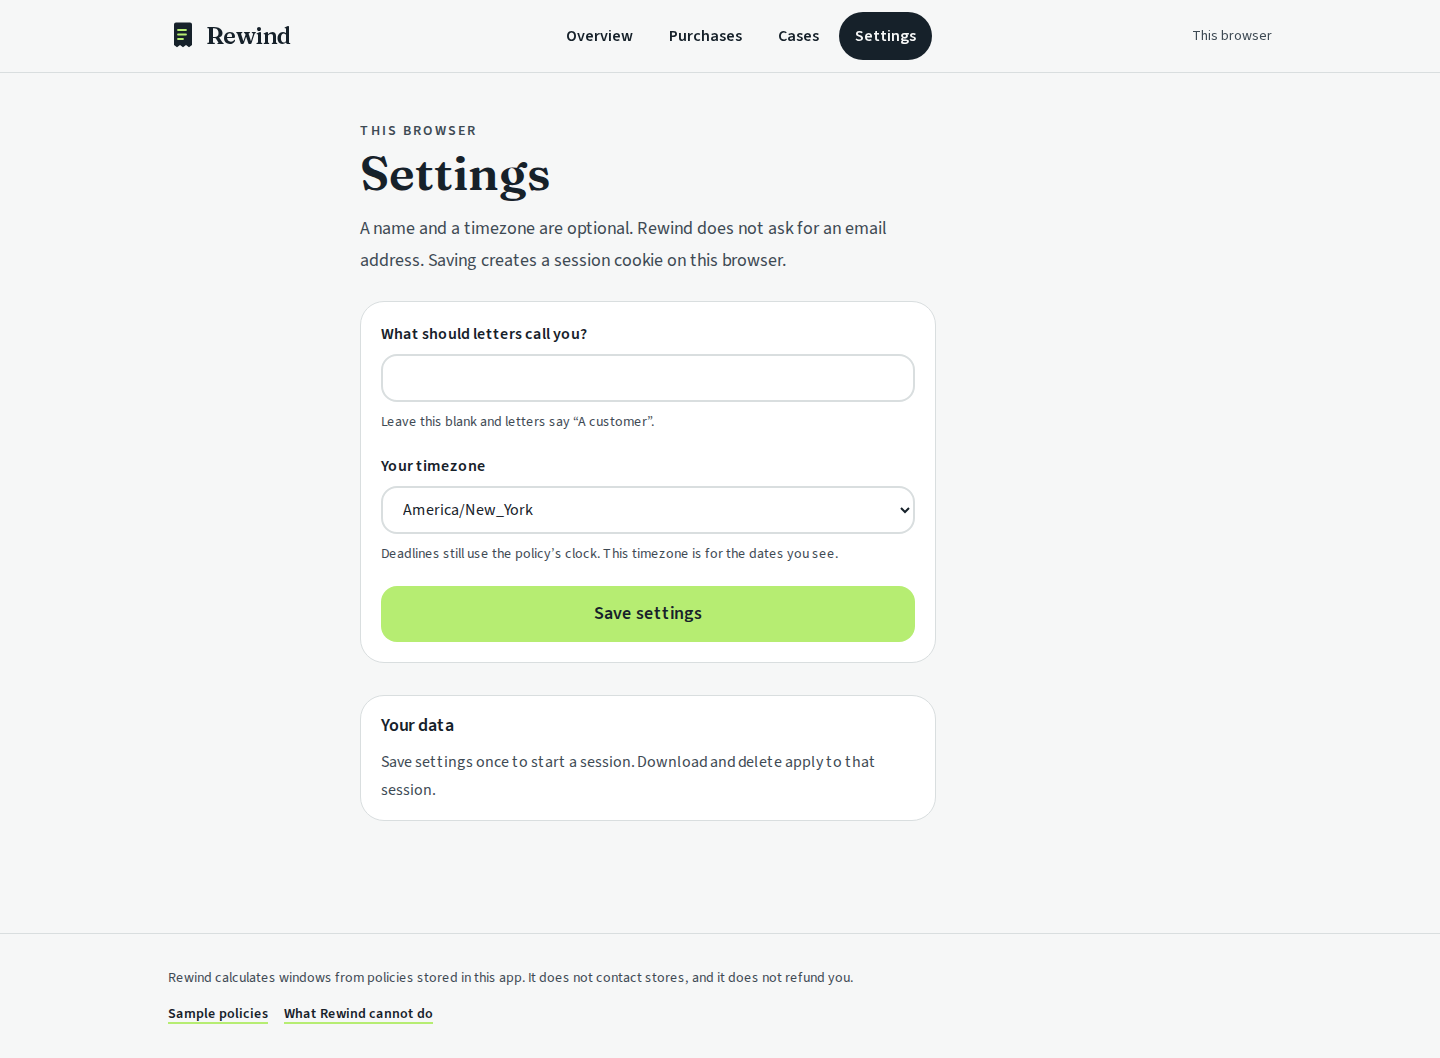 Rewind
Overview
Purchases
Cases
Settings
This browser
THIS BROWSER
Settings
A name and a timezone are optional. Rewind does not ask for an email
address. Saving creates a session cookie on this browser.
What should letters call you?
Leave this blank and letters say “A customer”.
Your timezone
America/New_York
Deadlines still use the policy’s clock. This timezone is for the dates you see.
Save settings
Your data
Save settings once to start a session. Download and delete apply to that
session.
Rewind calculates windows from policies stored in this app. It does not contact stores, and it does not refund you.
Sample policies
What Rewind cannot do